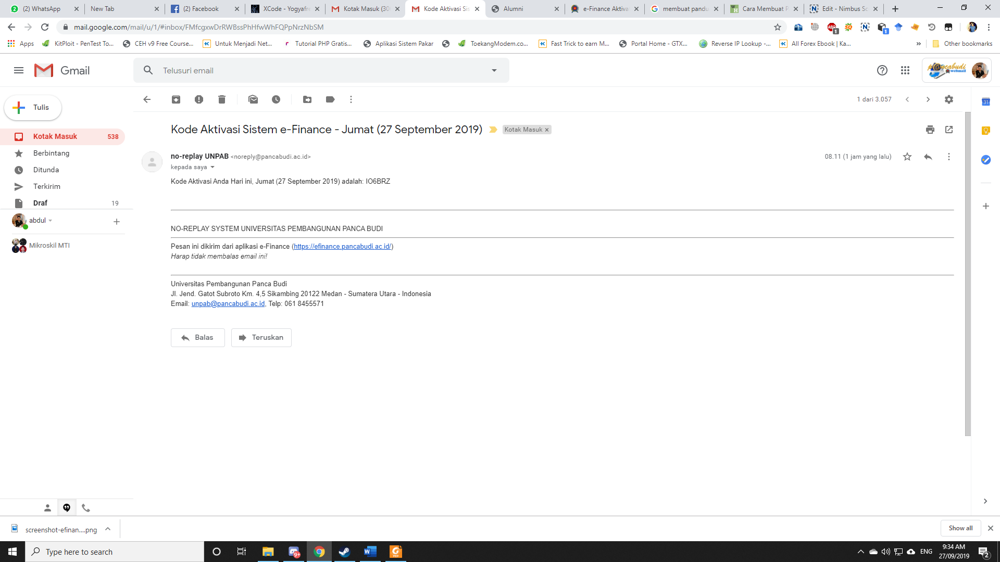 (2) WhatsApp
New Tab
(2) Facebook
XCode - Yogyafre
Kotak Masuk (30
Kode Aktivasi Sis
Alumni
e-Finance Aktiva
membuat pandu
Cara Membuat P
Edit - Nimbus Sc
mail.google.com/mail/u/1/#inbox/FMfcgxwDrRWBssPhHfwWhFQPpNrzNbSM
Apps
KitPloit - PenTest To...
CEH v9 Free Course...
Untuk Menjadi Net...
Tutorial PHP Gratis...
Aplikasi Sistem Pakar
ToekangModem.co...
Fast Trick to earn M...
Portal Home - GTX...
Reverse IP Lookup -...
All Forex Ebook | Ka...
» Other bookmarks
Gmail
Telusuri email
pancabudi
webmail
Tulis
1 dari 3.057
Kotak Masuk 538
Berbintang
Ditunda
Terkirim
Draf 19
abdul
Mikroskil MTI
Kode Aktivasi Sistem e-Finance - Jumat (27 September 2019) Kotak Masuk ×
no-replay UNPAB <noreply@pancabudi.ac.id> 08.11 (1 jam yang lalu)
kepada saya
Kode Aktivasi Anda Hari ini, Jumat (27 September 2019) adalah: IO6BRZ
NO-REPLAY SYSTEM UNIVERSITAS PEMBANGUNAN PANCA BUDI
Pesan ini dikirim dari aplikasi e-Finance (https://efinance.pancabudi.ac.id/)
Harap tidak membalas email ini!
Universitas Pembangunan Panca Budi
Jl. Jend. Gatot Subroto Km. 4,5 Sikambing 20122 Medan - Sumatera Utara - Indonesia
Email: unpab@pancabudi.ac.id, Telp: 061 8455571
Balas
Teruskan
31
screenshot-efinan....png
Show all
Type here to search
ENG
9:34 AM
27/09/2019
2